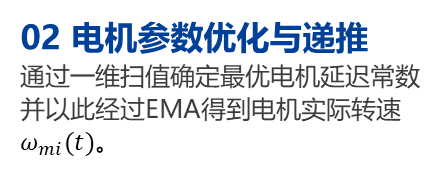 02 电机参数优化与递推
通过一维扫值确定最优电机延迟常数
并以此经过EMA得到电机实际转速
𝜔ₘᵢ(𝑡)。